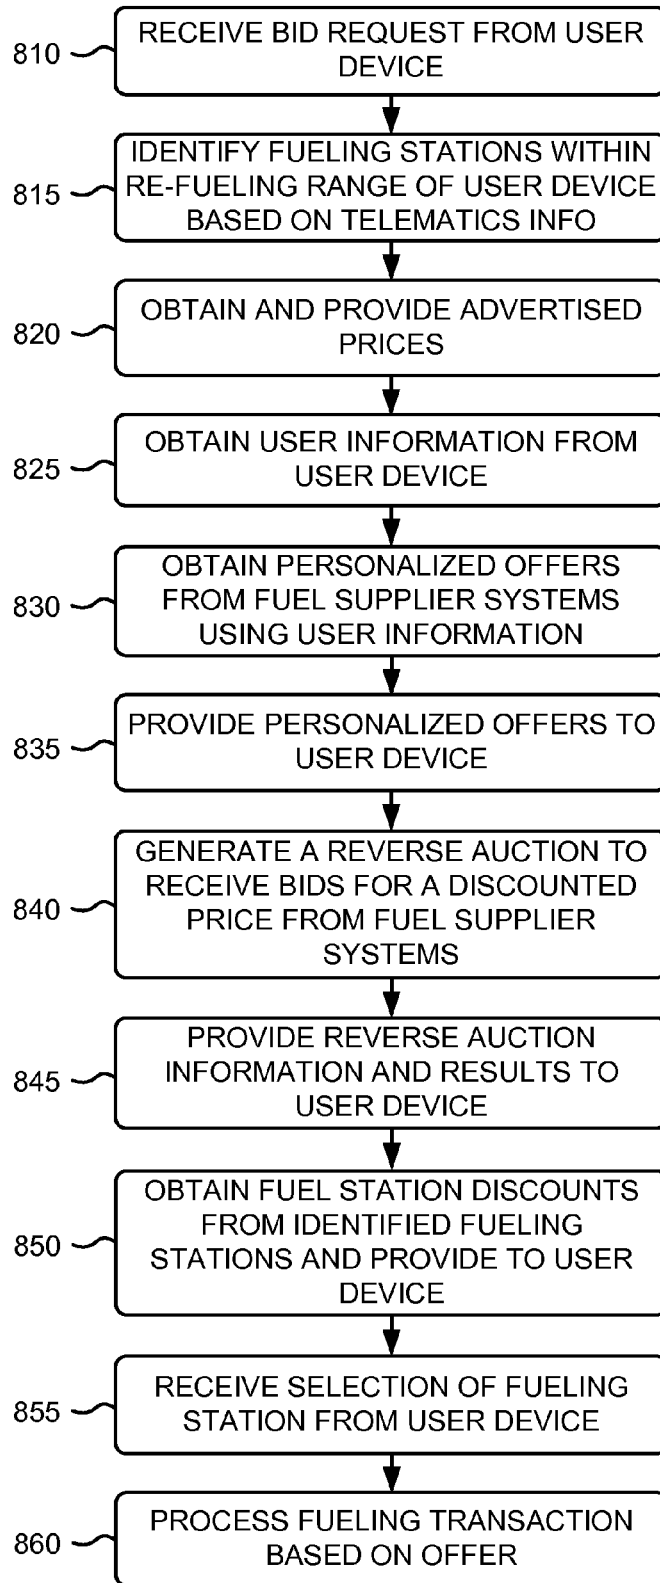 810
RECEIVE BID REQUEST FROM USER
DEVICE
815
IDENTIFY FUELING STATIONS WITHIN
RE-FUELING RANGE OF USER DEVICE
BASED ON TELEMATICS INFO
820
OBTAIN AND PROVIDE ADVERTISED
PRICES
825
OBTAIN USER INFORMATION FROM
USER DEVICE
830
OBTAIN PERSONALIZED OFFERS
FROM FUEL SUPPLIER SYSTEMS
USING USER INFORMATION
835
PROVIDE PERSONALIZED OFFERS TO
USER DEVICE
840
GENERATE A REVERSE AUCTION TO
RECEIVE BIDS FOR A DISCOUNTED
PRICE FROM FUEL SUPPLIER
SYSTEMS
845
PROVIDE REVERSE AUCTION
INFORMATION AND RESULTS TO
USER DEVICE
850
OBTAIN FUEL STATION DISCOUNTS
FROM IDENTIFIED FUELING
STATIONS AND PROVIDE TO USER
DEVICE
855
RECEIVE SELECTION OF FUELING
STATION FROM USER DEVICE
860
PROCESS FUELING TRANSACTION
BASED ON OFFER